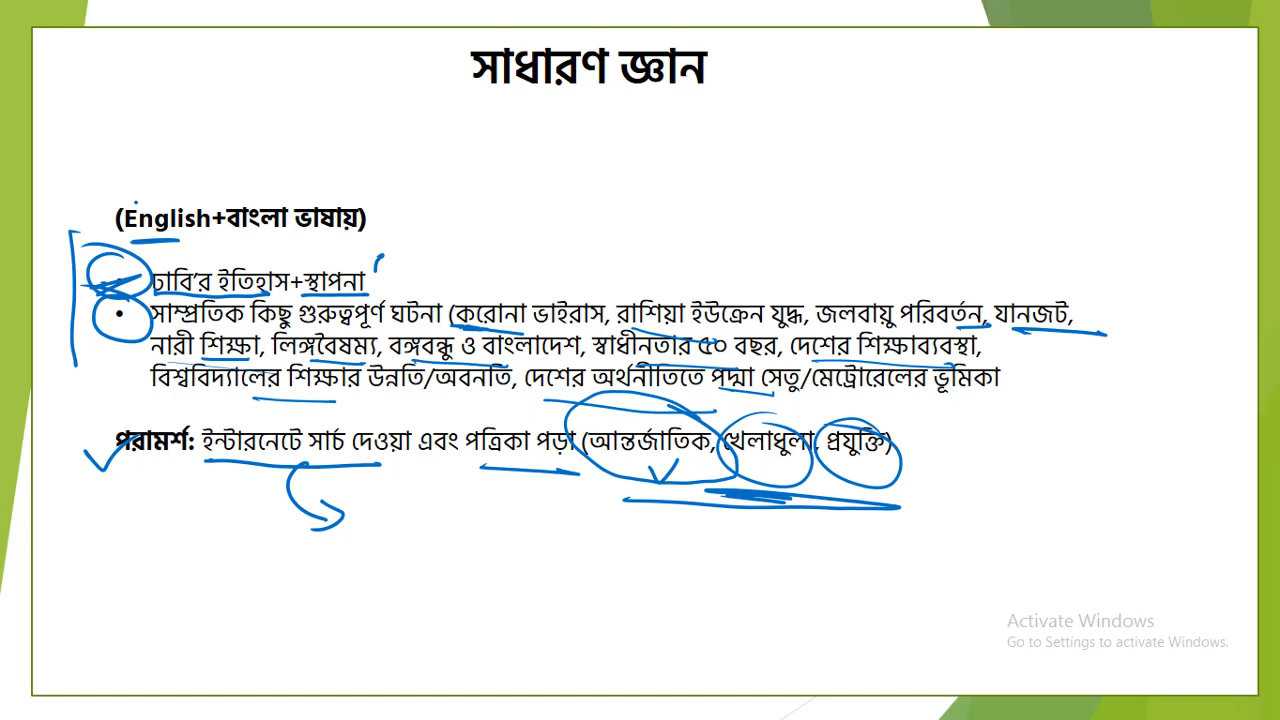 সাধারণ জ্ঞান
(English+বাংলা ভাষায়)
ঢাবি'র ইতিহাস+স্থাপনা
• সাম্প্রতিক কিছু গুরুত্বপূর্ণ ঘটনা (করোনা ভাইরাস, রাশিয়া ইউক্রেন যুদ্ধ, জলবায়ু পরিবর্তন, যানজট,
নারী শিক্ষা, লিঙ্গবৈষম্য, বঙ্গবন্ধু ও বাংলাদেশ, স্বাধীনতার ৫০ বছর, দেশের শিক্ষাব্যবস্থা,
বিশ্ববিদ্যালের শিক্ষার উন্নতি/অবনতি, দেশের অর্থনীতিতে পদ্মা সেতু/মেট্রোরেলের ভূমিকা
পরামর্শ: ইন্টারনেটে সার্চ দেওয়া এবং পত্রিকা পড়া (আন্তর্জাতিক, খেলাধুলা, প্রযুক্তি)
Activate Windows
Go to Settings to activate Windows.